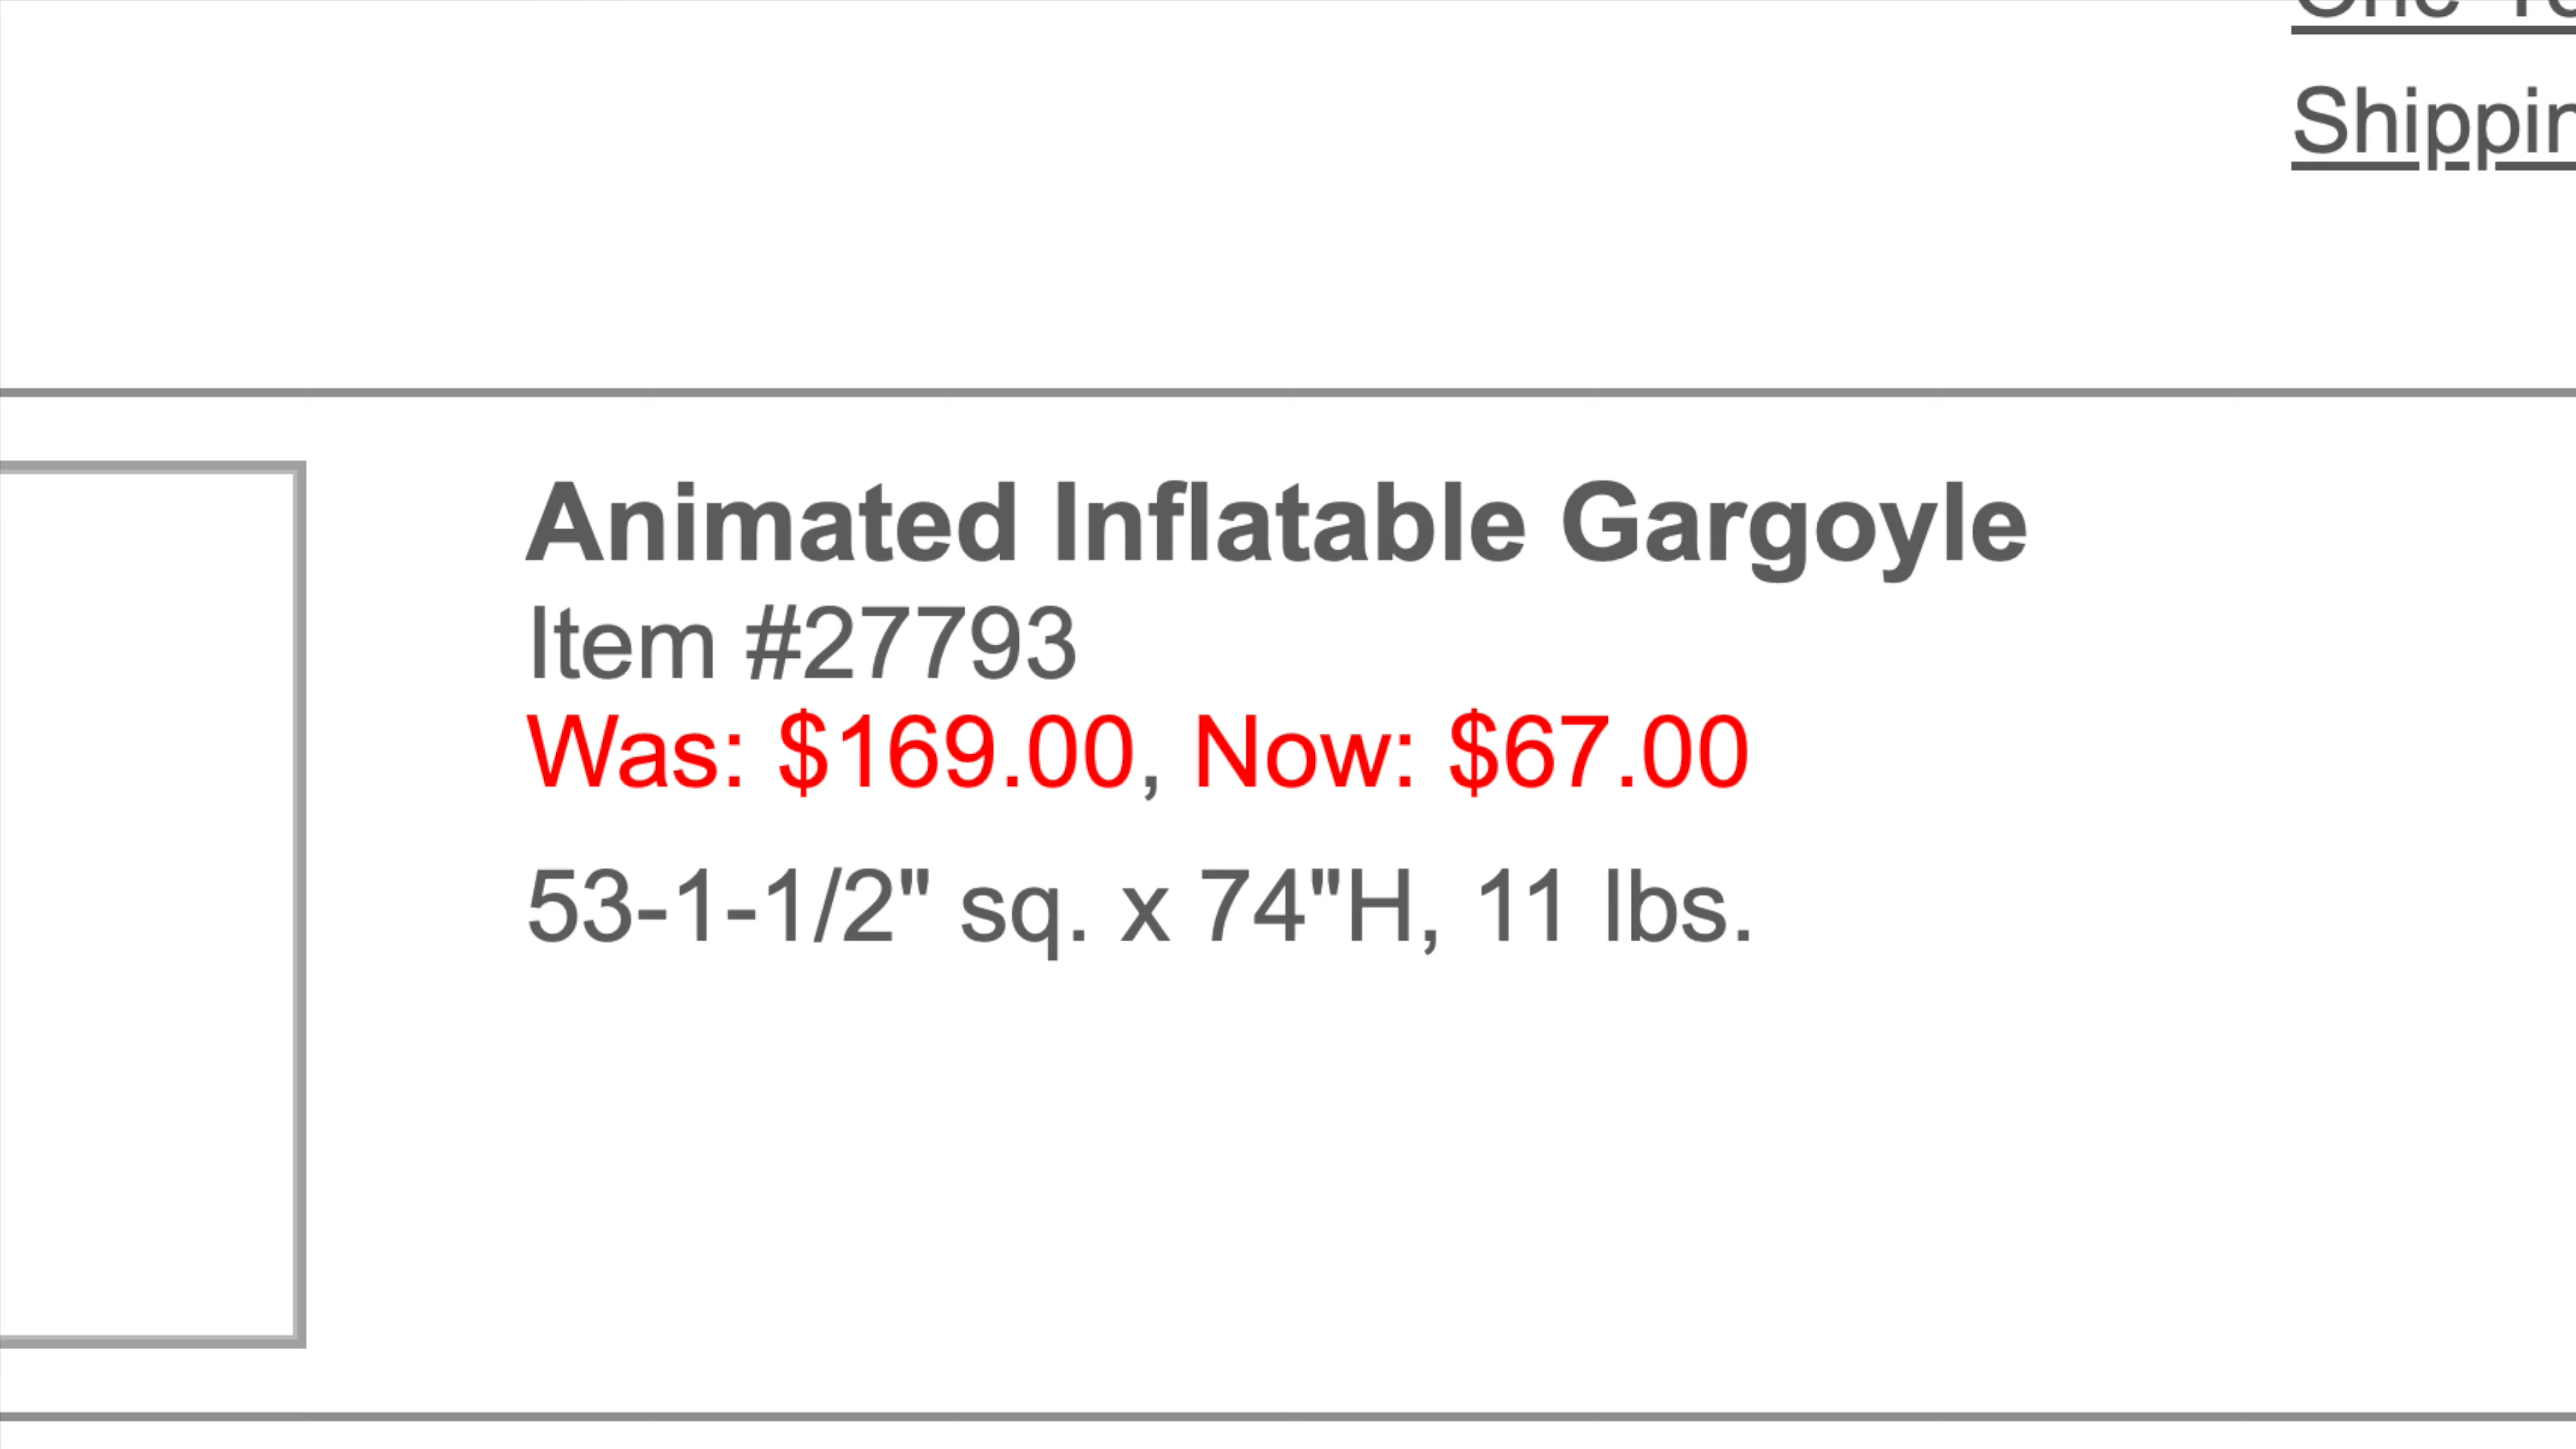 Animated Inflatable Gargoyle
Item #27793
Was: $169.00, Now: $67.00
53-1-1/2" sq. x 74"H, 11 lbs.